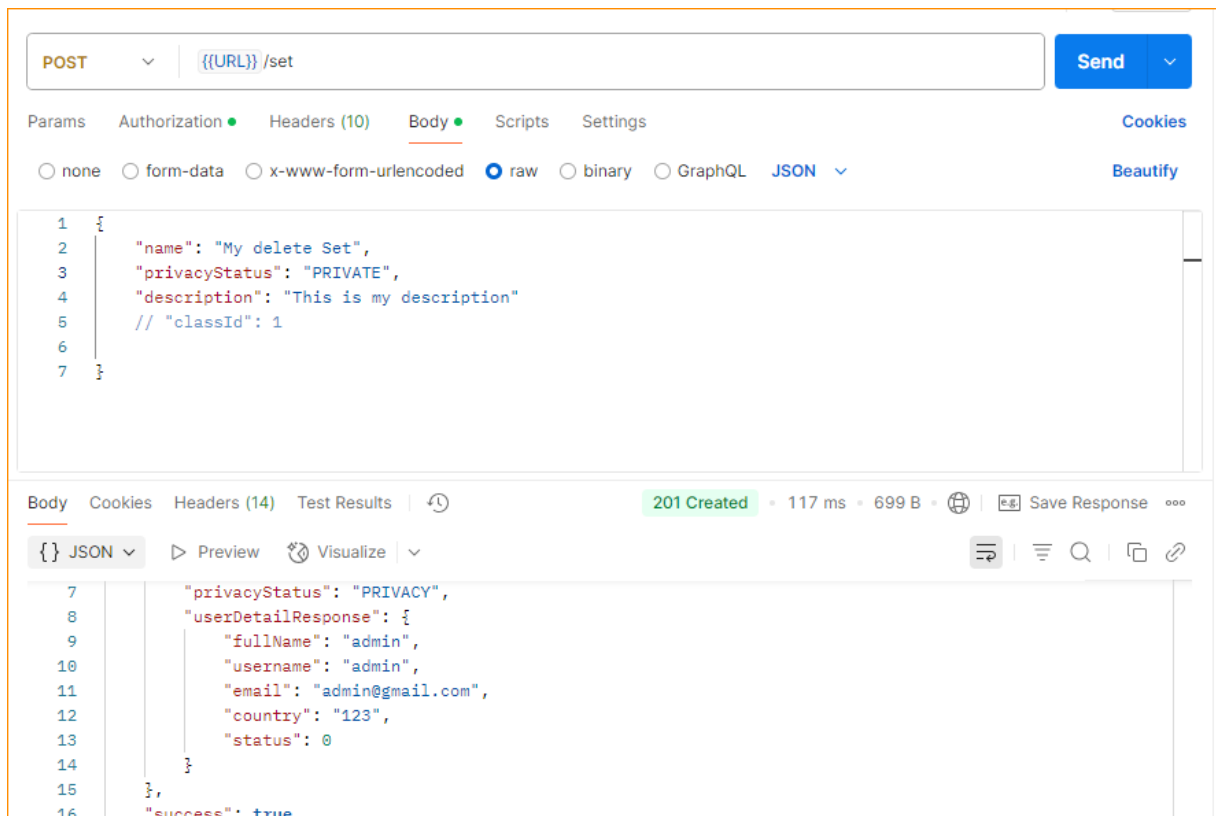 POST {{URL}} /set Send
Params Authorization Headers (10) Body Scripts Settings Cookies
none form-data x-www-form-urlencoded raw binary GraphQL JSON Beautify
1 {
2 "name": "My delete Set",
3 "privacyStatus": "PRIVATE",
4 "description": "This is my description"
5 // "classId": 1
6
7 }
Body Cookies Headers (14) Test Results 201 Created 117 ms 699 B e.g. Save Response
{} JSON Preview Visualize
7 "privacyStatus": "PRIVACY",
8 "userDetailResponse": {
9 "fullName": "admin",
10 "username": "admin",
11 "email": "admin@gmail.com",
12 "country": "123",
13 "status": 0
14 }
15 },
16 "success": true